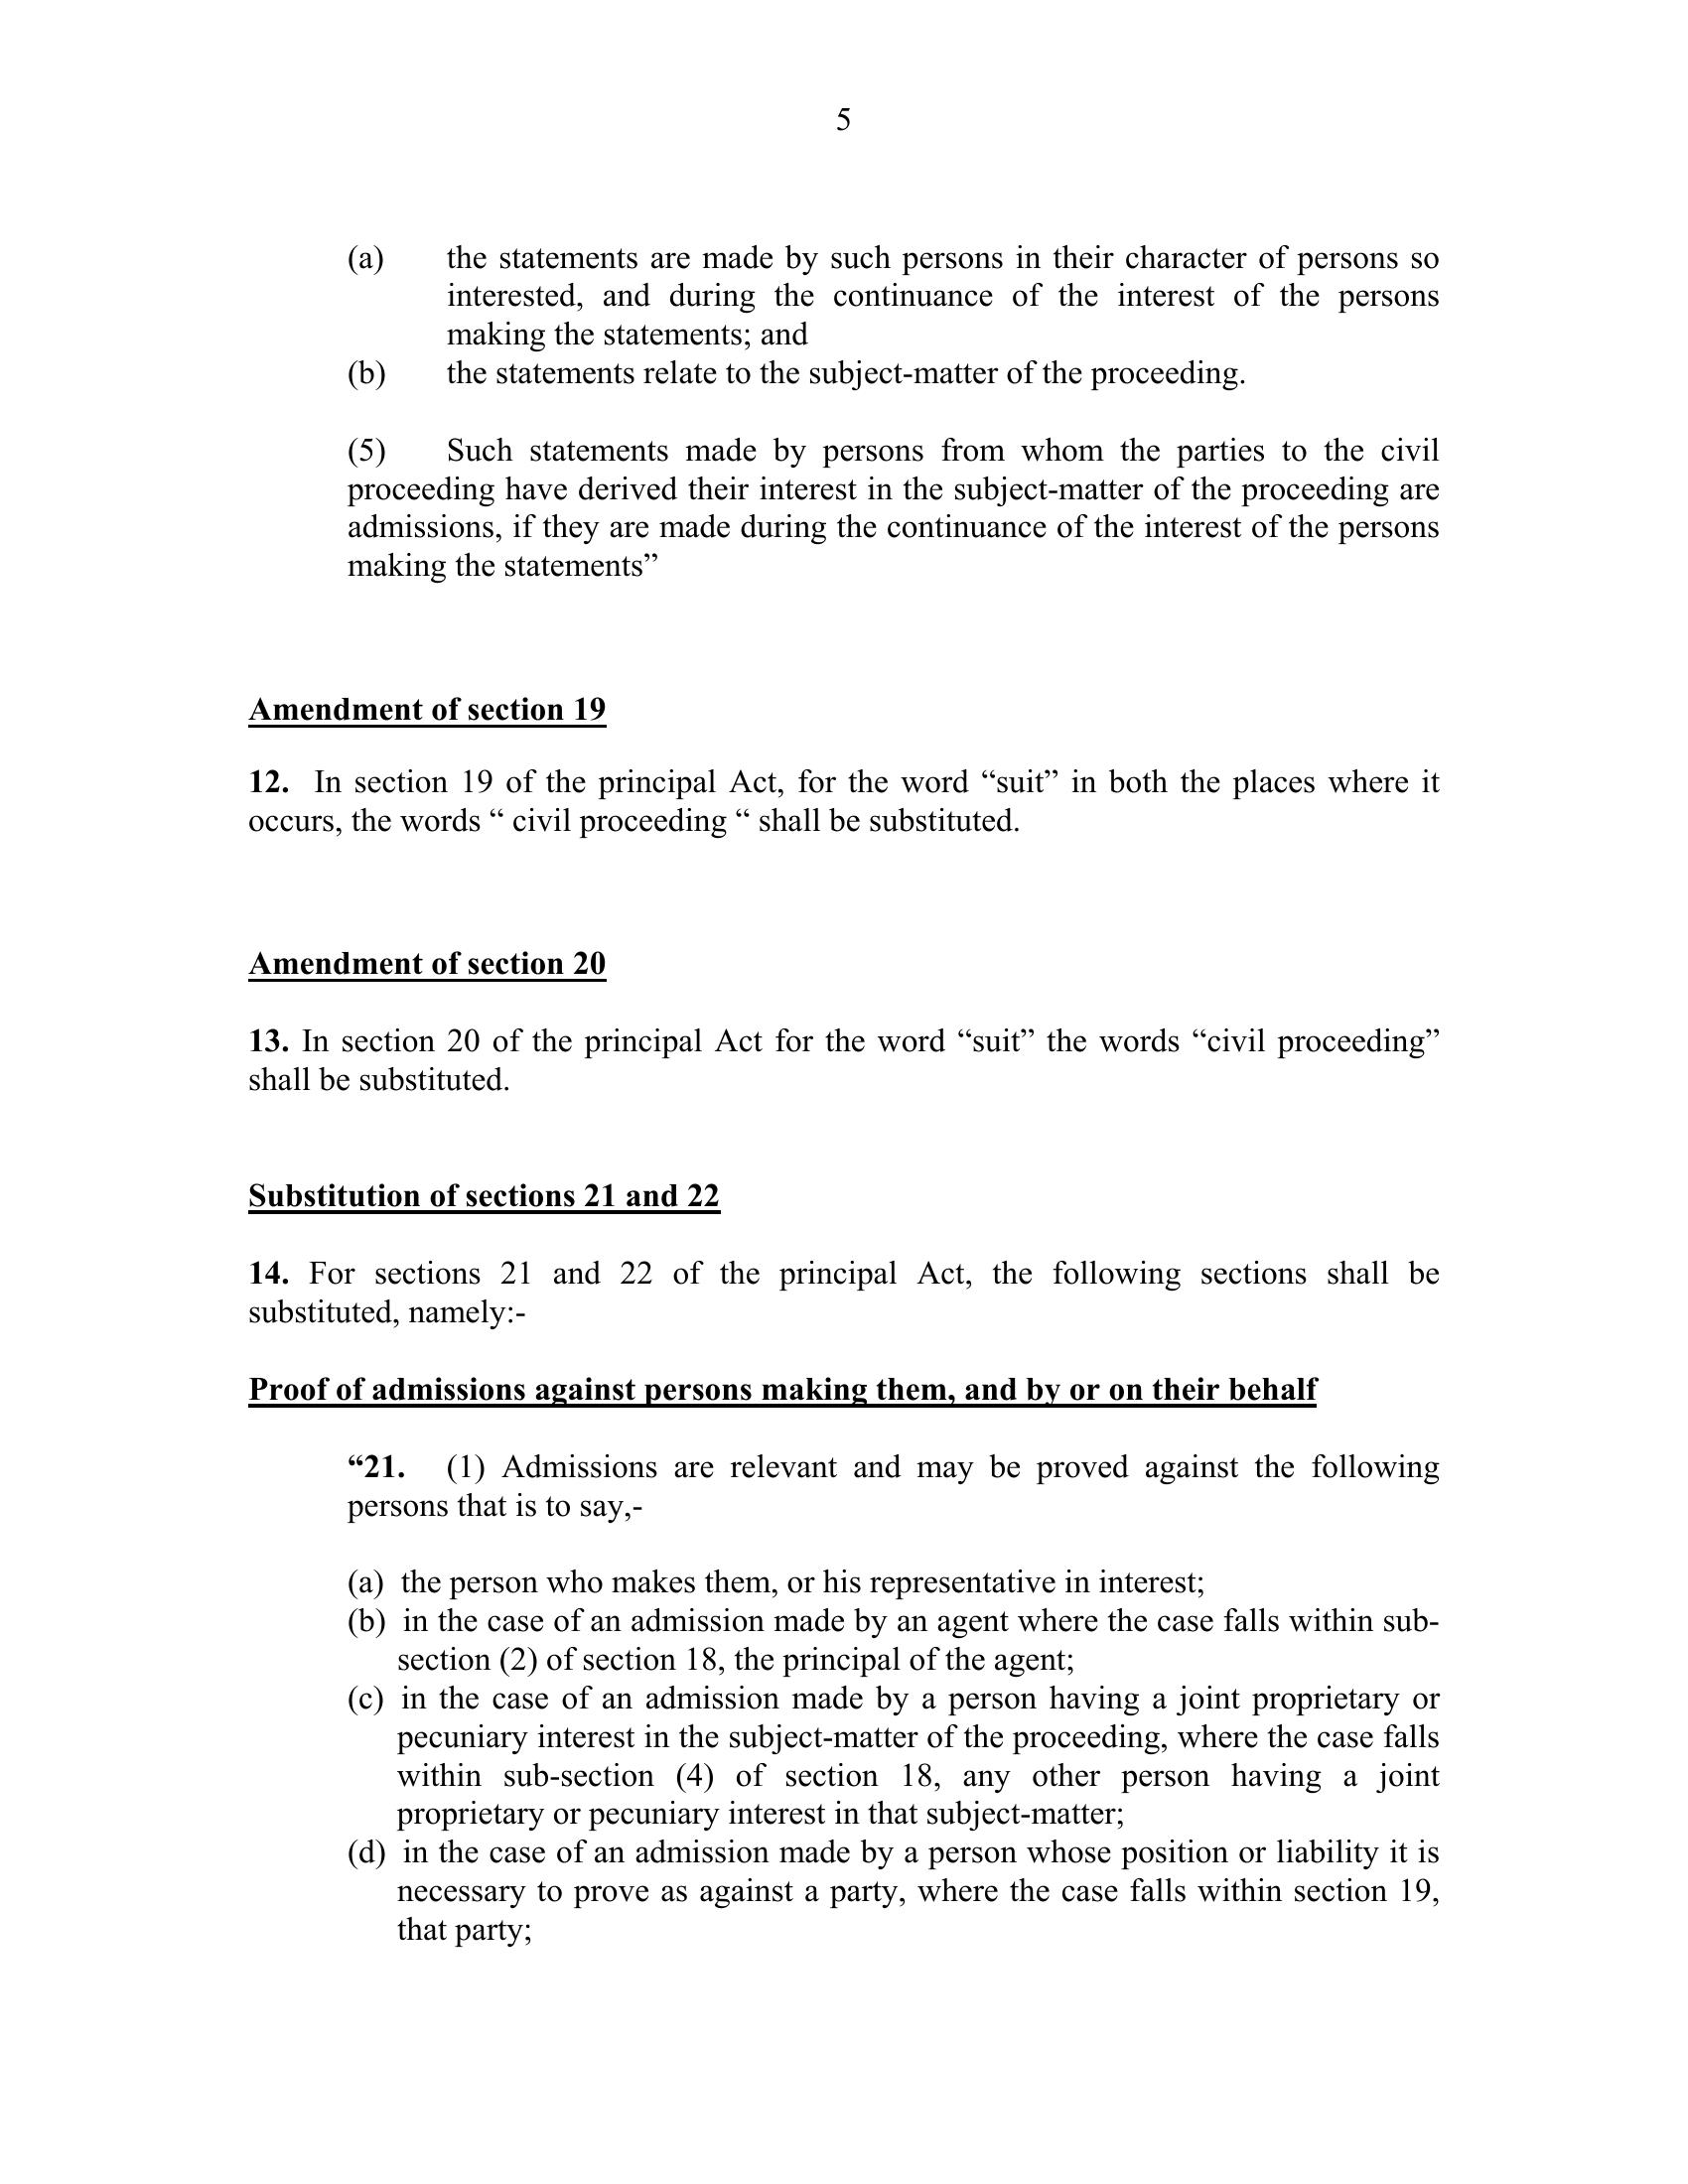 5
(a) the statements are made by such persons in their character of persons so
interested, and during the continuance of the interest of the persons
making the statements; and
(b) the statements relate to the subject-matter of the proceeding.
(5) Such statements made by persons from whom the parties to the civil
proceeding have derived their interest in the subject-matter of the proceeding are
admissions, if they are made during the continuance of the interest of the persons
making the statements”
Amendment of section 19
12. In section 19 of the principal Act, for the word “suit” in both the places where it
occurs, the words “ civil proceeding “ shall be substituted.
Amendment of section 20
13. In section 20 of the principal Act for the word “suit” the words “civil proceeding”
shall be substituted.
Substitution of sections 21 and 22
14. For sections 21 and 22 of the principal Act, the following sections shall be
substituted, namely:-
Proof of admissions against persons making them, and by or on their behalf
“21. (1) Admissions are relevant and may be proved against the following
persons that is to say,-
(a) the person who makes them, or his representative in interest;
(b) in the case of an admission made by an agent where the case falls within sub-
section (2) of section 18, the principal of the agent;
(c) in the case of an admission made by a person having a joint proprietary or
pecuniary interest in the subject-matter of the proceeding, where the case falls
within sub-section (4) of section 18, any other person having a joint
proprietary or pecuniary interest in that subject-matter;
(d) in the case of an admission made by a person whose position or liability it is
necessary to prove as against a party, where the case falls within section 19,
that party;